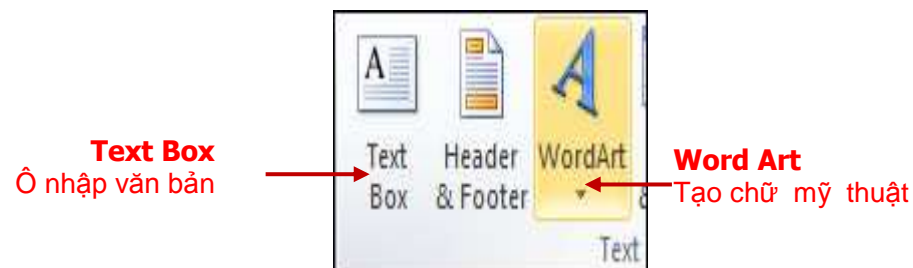 Text Box
Ô nhập văn bản
A
Text Box
Header & Footer
WordArt
Text
Word Art
Tạo chữ mỹ thuật